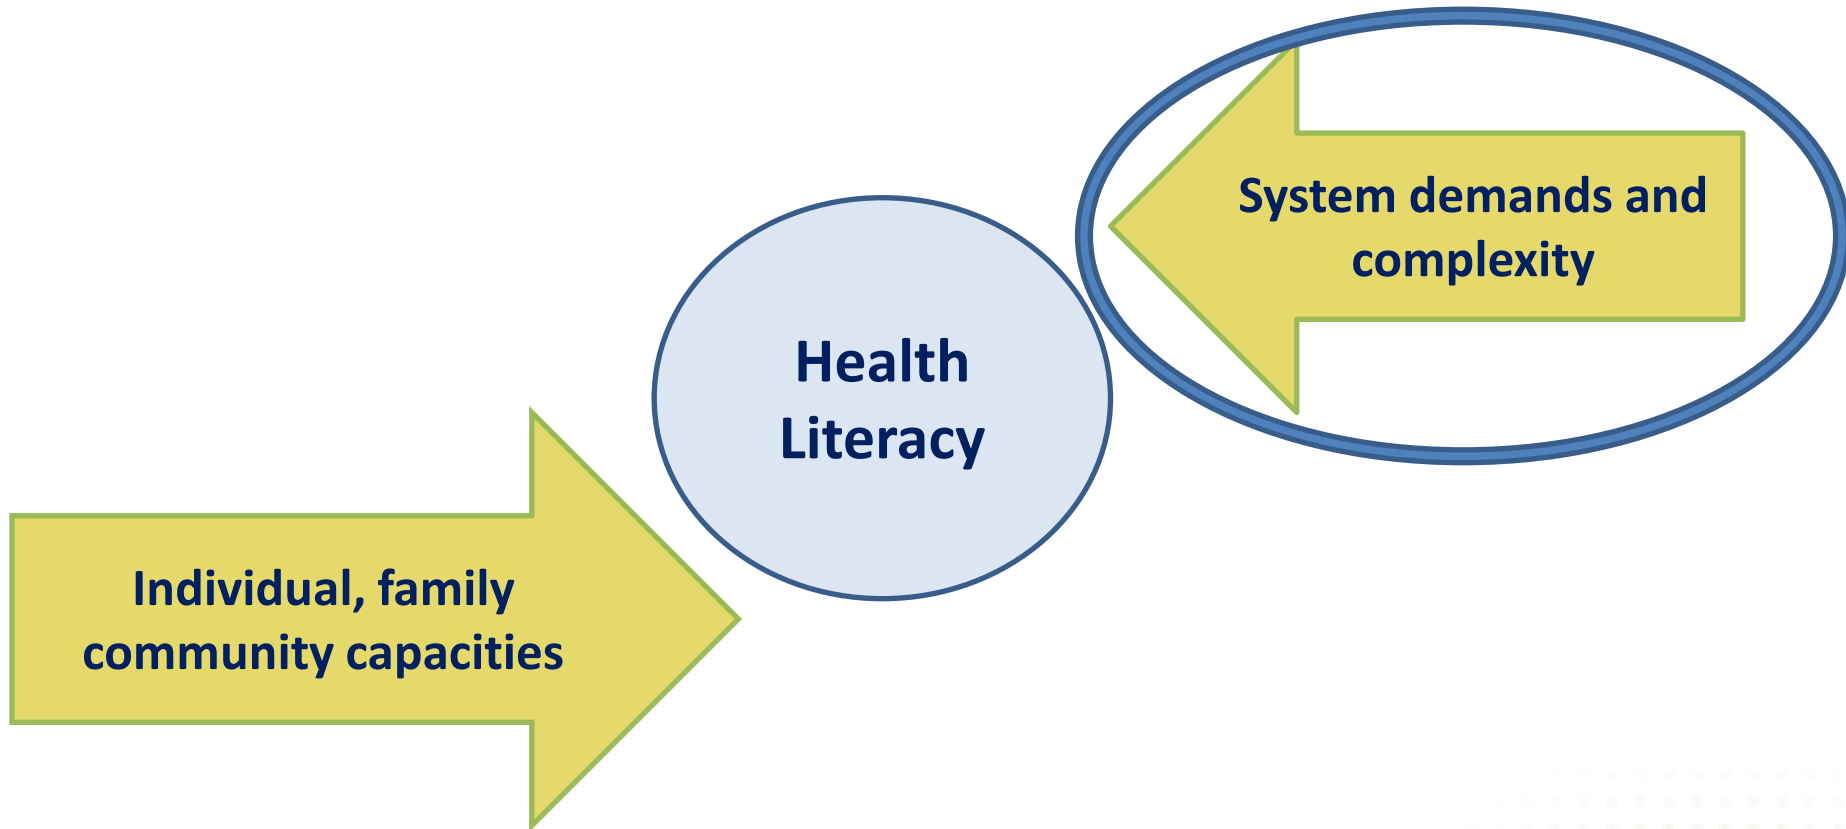 System demands and
complexity
Health
Literacy
Individual, family
community capacities